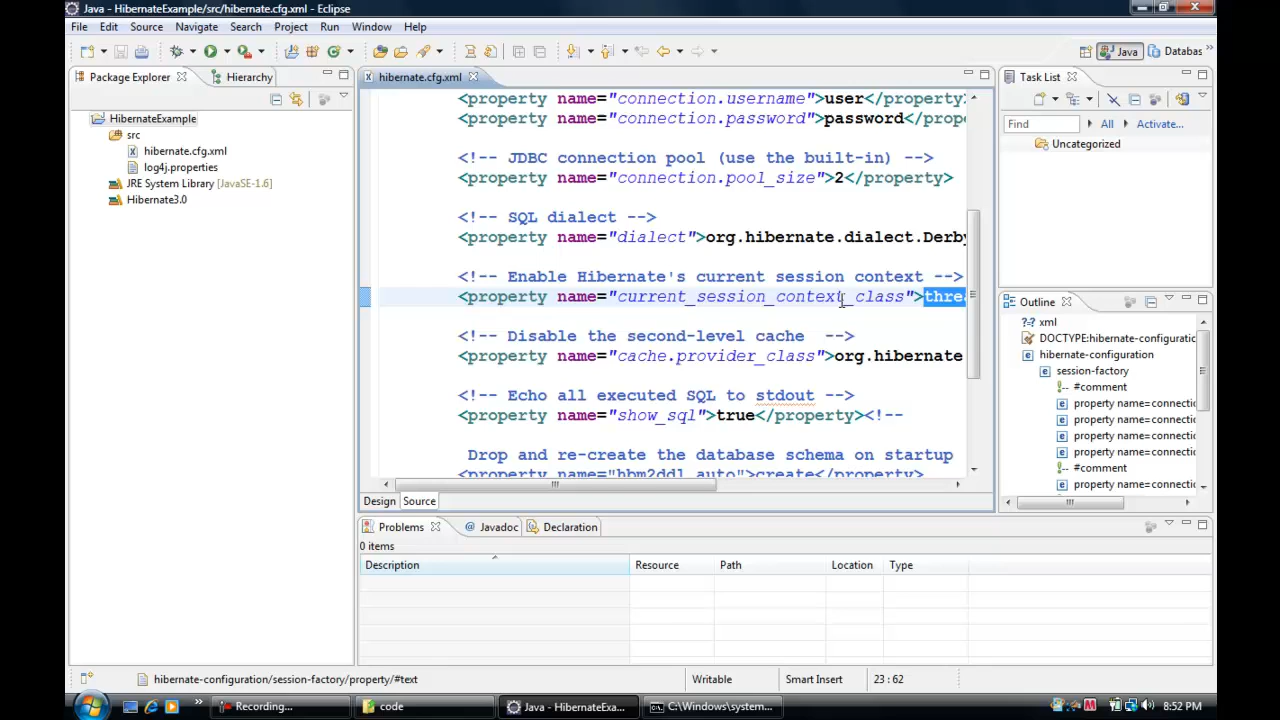 Java - HibernateExample/src/hibernate.cfg.xml - Eclipse
File Edit Source Navigate Search Project Run Window Help
Java Databas
Package Explorer Hierarchy
HibernateExample
src
hibernate.cfg.xml
log4j.properties
JRE System Library [JavaSE-1.6]
Hibernate3.0
hibernate.cfg.xml
<property name="connection.username">user</property>
<property name="connection.password">password</prope
<!-- JDBC connection pool (use the built-in) -->
<property name="connection.pool_size">2</property>
<!-- SQL dialect -->
<property name="dialect">org.hibernate.dialect.Derby
<!-- Enable Hibernate's current session context -->
<property name="current_session_context_class">threa
<!-- Disable the second-level cache -->
<property name="cache.provider_class">org.hibernate
<!-- Echo all executed SQL to stdout -->
<property name="show_sql">true</property><!--
Drop and re-create the database schema on startup
<property name="hbm2ddl.auto">create</property>
Design Source
Task List
Find All Activate...
Uncategorized
Outline
?-? xml
DOCTYPE:hibernate-configuratic
hibernate-configuration
session-factory
#comment
property name=connectic
property name=connectic
property name=connectic
property name=connectic
#comment
property name=connectic
Problems @ Javadoc Declaration
0 items
Description Resource Path Location Type
hibernate-configuration/session-factory/property/#text Writable Smart Insert 23 : 62
Recording... code Java - HibernateExa... C:\Windows\system... 8:52 PM